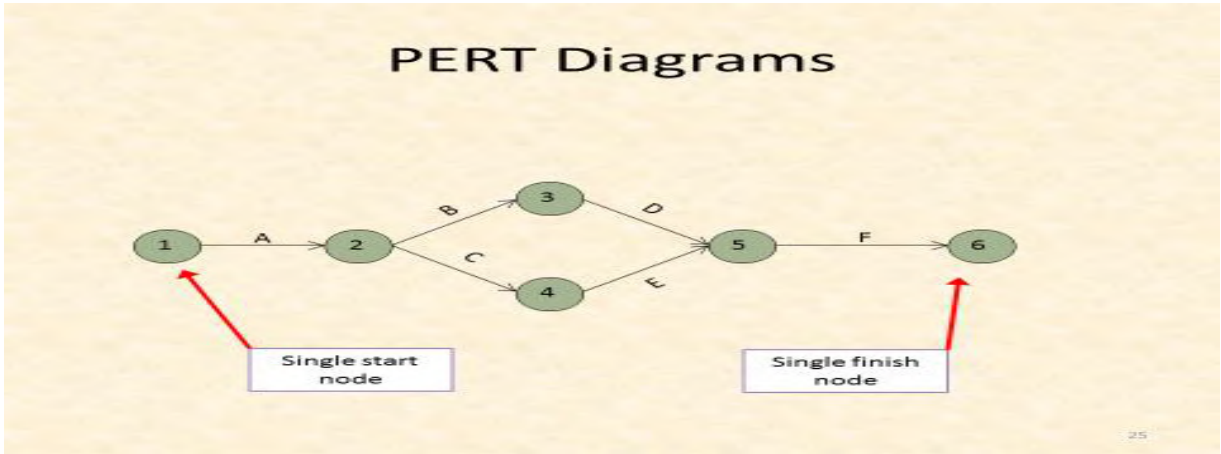 PERT Diagrams
1
A
2
B
3
D
C
4
E
5
F
6
Single start
node
Single finish
node
25